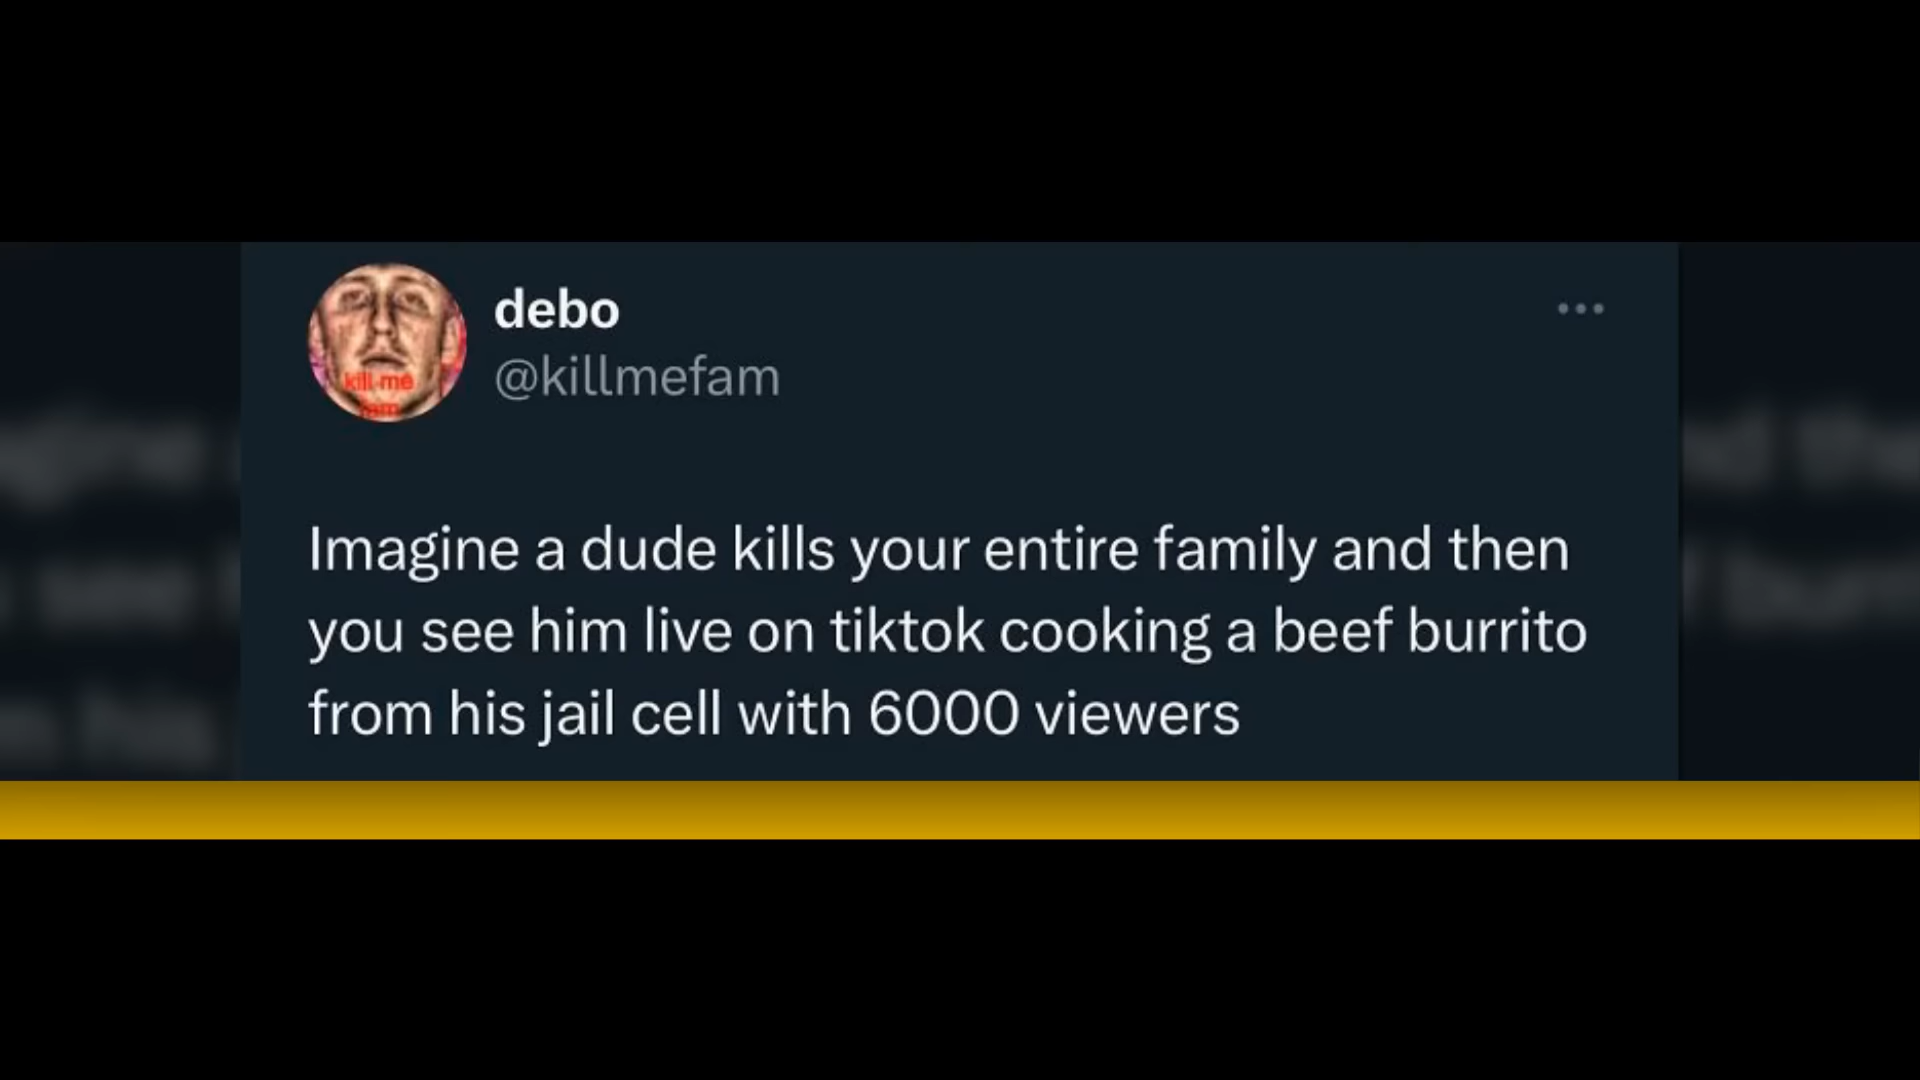 debo
@killmefam
kill me
fam
Imagine a dude kills your entire family and then
you see him live on tiktok cooking a beef burrito
from his jail cell with 6000 viewers